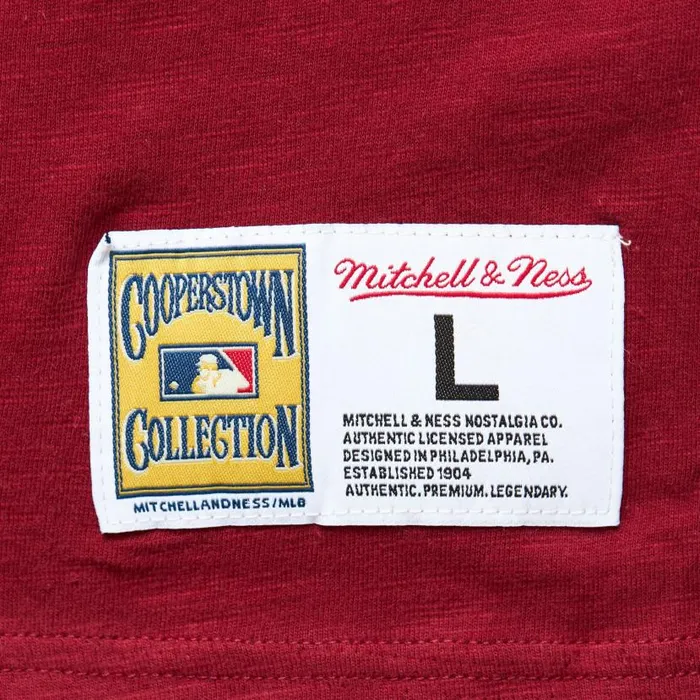 COOPERSTOWN
COLLECTION
MITCHELLANDNESS/MLB
Mitchell & Ness
L
MITCHELL & NESS NOSTALGIA CO.
AUTHENTIC LICENSED APPAREL
DESIGNED IN PHILADELPHIA, PA.
ESTABLISHED 1904
AUTHENTIC. PREMIUM. LEGENDARY.